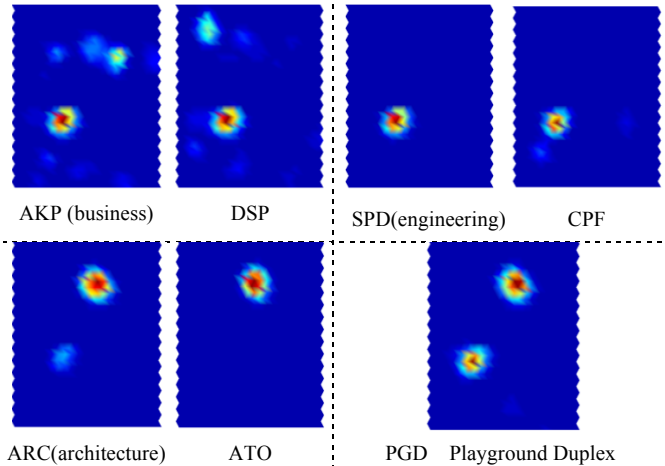 AKP (business)
DSP
SPD(engineering)
CPF
ARC(architecture)
ATO
PGD Playground Duplex